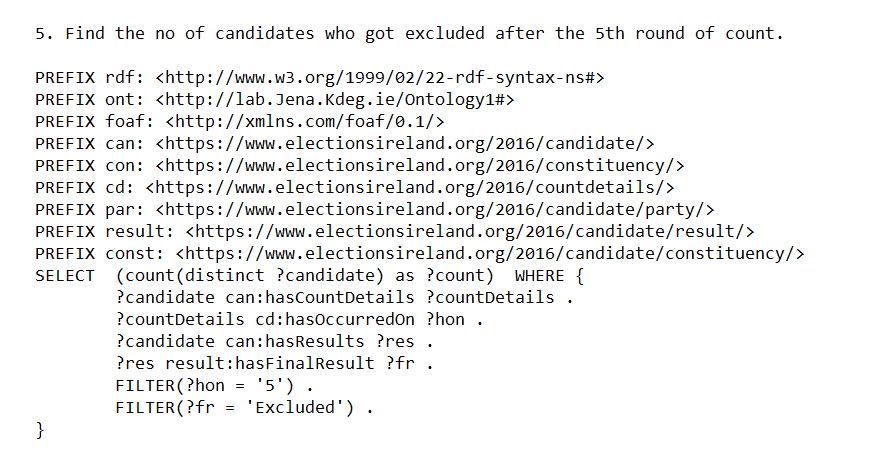 5. Find the no of candidates who got excluded after the 5th round of count.
PREFIX rdf: <http://www.w3.org/1999/02/22-rdf-syntax-ns#>
PREFIX ont: <http://lab.Jena.Kdeg.ie/Ontology1#>
PREFIX foaf: <http://xmlns.com/foaf/0.1/>
PREFIX can: <https://www.electionsireland.org/2016/candidate/>
PREFIX con: <https://www.electionsireland.org/2016/constituency/>
PREFIX cd: <https://www.electionsireland.org/2016/countdetails/>
PREFIX par: <https://www.electionsireland.org/2016/candidate/party/>
PREFIX result: <https://www.electionsireland.org/2016/candidate/result/>
PREFIX const: <https://www.electionsireland.org/2016/candidate/constituency/>
SELECT  (count(distinct ?candidate) as ?count)  WHERE {
        ?candidate can:hasCountDetails ?countDetails .
        ?countDetails cd:hasOccurredOn ?hon .
        ?candidate can:hasResults ?res .
        ?res result:hasFinalResult ?fr .
        FILTER(?hon = '5') .
        FILTER(?fr = 'Excluded') .
}